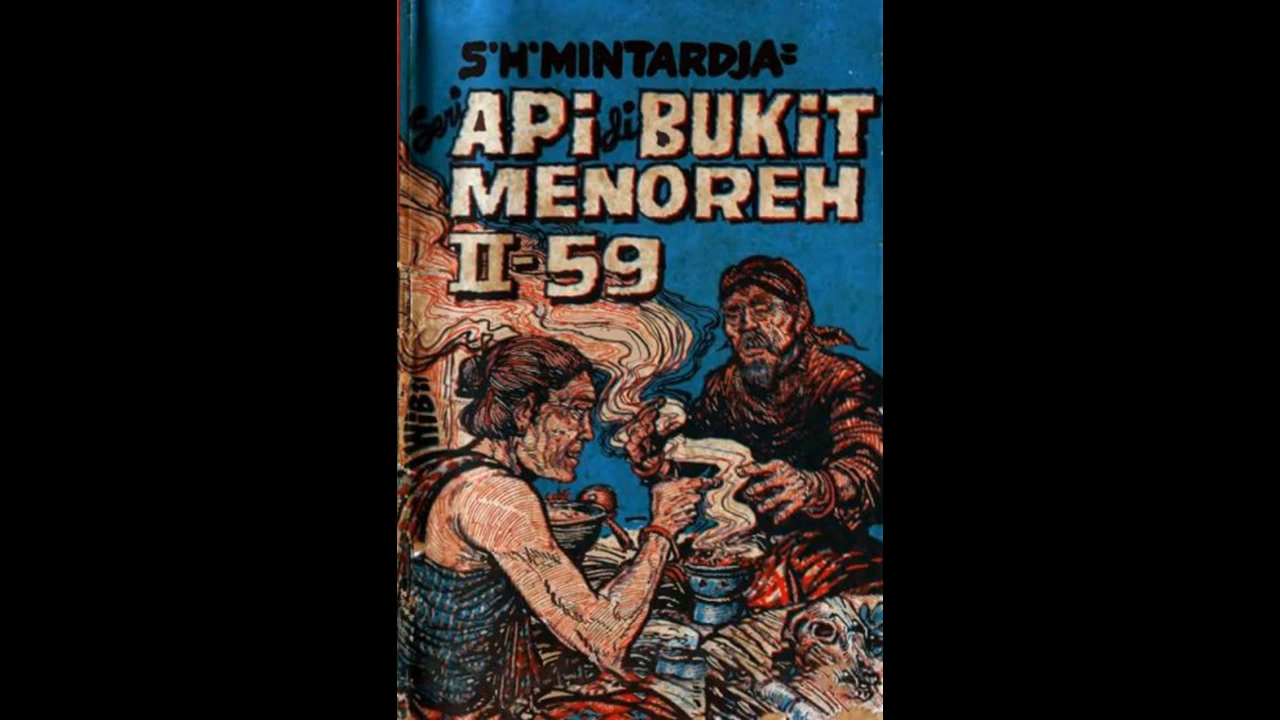 S·H·MINTARDJA=
Seri API di BUKIT
MENOREH
II-59